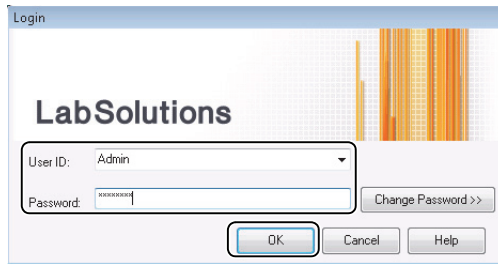 Login
LabSolutions
User ID: Admin
Password: ********
Change Password >>
OK Cancel Help